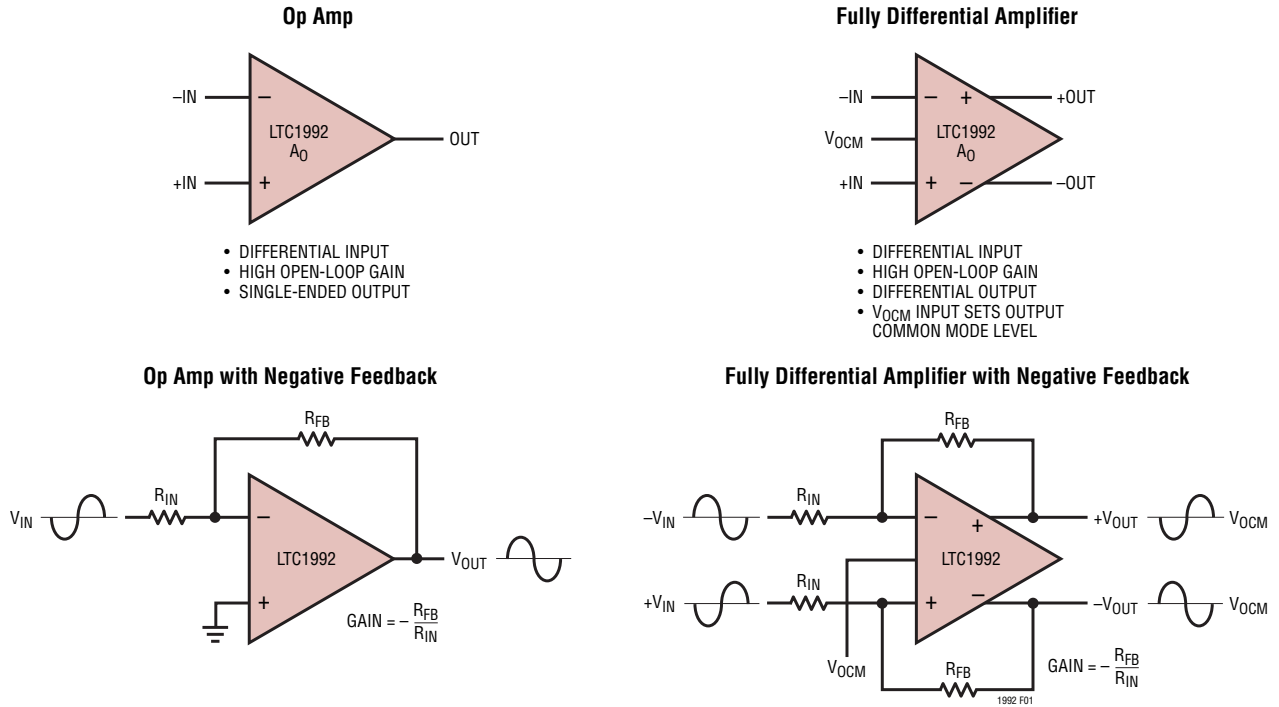 Op Amp
–IN
+IN
–
+
LTC1992
AO
OUT
• DIFFERENTIAL INPUT
• HIGH OPEN-LOOP GAIN
• SINGLE-ENDED OUTPUT
Fully Differential Amplifier
–IN
VOCM
+IN
– +
LTC1992
AO
+ –
+OUT
–OUT
• DIFFERENTIAL INPUT
• HIGH OPEN-LOOP GAIN
• DIFFERENTIAL OUTPUT
• VOCM INPUT SETS OUTPUT
COMMON MODE LEVEL
Op Amp with Negative Feedback
RFB
VIN
RIN
–
LTC1992
+
VOUT
GAIN = – RFB
RIN
Fully Differential Amplifier with Negative Feedback
RFB
–VIN
RIN
–
+
+VOUT
VOCM
LTC1992
+VIN
RIN
+
–
–VOUT
VOCM
VOCM
RFB
GAIN = – RFB
RIN
1992 F01